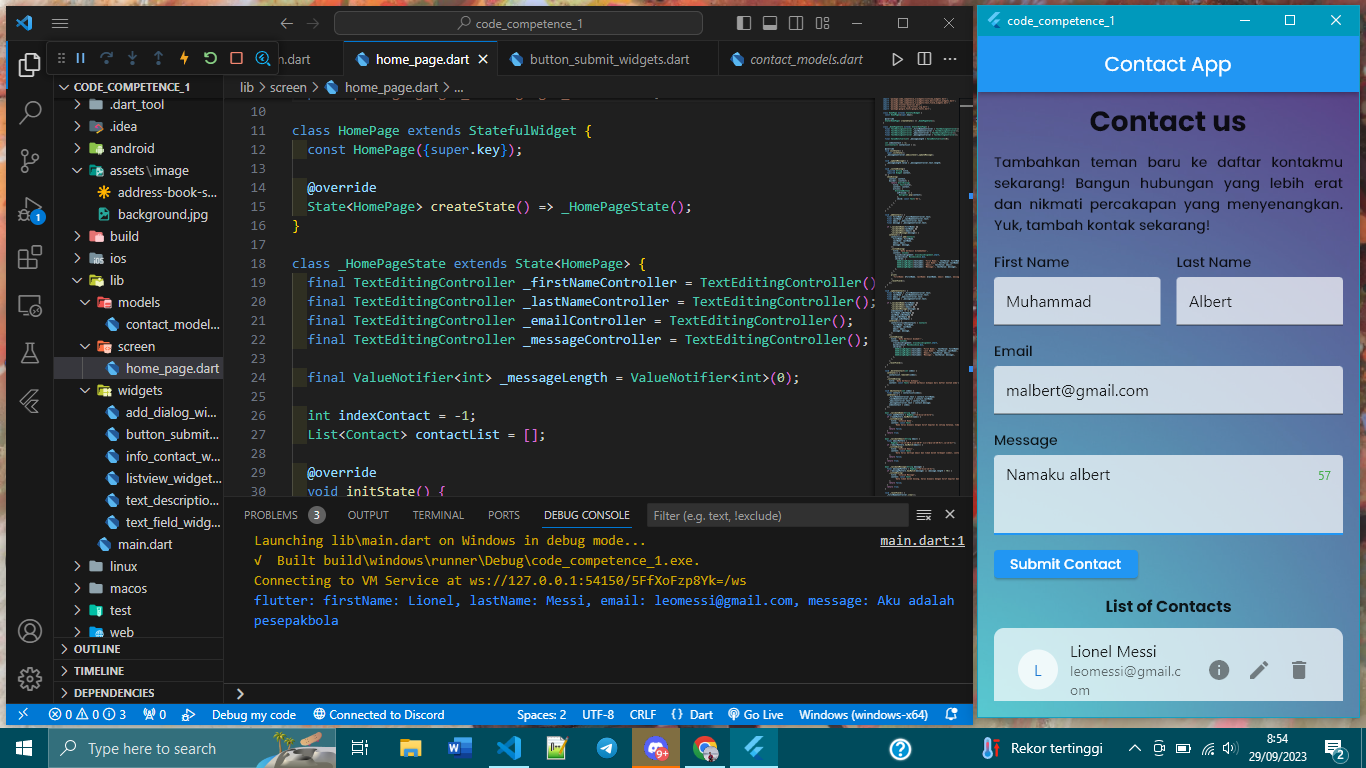 code_competence_1
n.dart
home_page.dart
button_submit_widgets.dart
contact_models.dart
CODE_COMPETENCE_1
.dart_tool
.idea
android
assets\image
address-book-s...
background.jpg
build
ios
lib
models
contact_model...
screen
home_page.dart
widgets
add_dialog_wi...
button_submit...
info_contact_w...
listview_widget...
text_descriptio...
text_field_widg...
main.dart
linux
macos
test
web
OUTLINE
TIMELINE
DEPENDENCIES
1
lib > screen > home_page.dart > ...
10
11 class HomePage extends StatefulWidget {
12 const HomePage({super.key});
13
14 @override
15 State<HomePage> createState() => _HomePageState();
16 }
17
18 class _HomePageState extends State<HomePage> {
19 final TextEditingController _firstNameController = TextEditingController()
20 final TextEditingController _lastNameController = TextEditingController();
21 final TextEditingController _emailController = TextEditingController();
22 final TextEditingController _messageController = TextEditingController();
23
24 final ValueNotifier<int> _messageLength = ValueNotifier<int>(0);
25
26 int indexContact = -1;
27 List<Contact> contactList = [];
28
29 @override
30 void initState() {
PROBLEMS 3 OUTPUT TERMINAL PORTS DEBUG CONSOLE Filter (e.g. text, !exclude)
Launching lib\main.dart on Windows in debug mode... main.dart:1
√ Built build\windows\runner\Debug\code_competence_1.exe.
Connecting to VM Service at ws://127.0.0.1:54150/5FfXoFzp8Yk=/ws
flutter: firstName: Lionel, lastName: Messi, email: leomessi@gmail.com, message: Aku adalah
pesepakbola
0 0 3 0 Debug my code Connected to Discord Spaces: 2 UTF-8 CRLF {} Dart Go Live Windows (windows-x64)
code_competence_1
Contact App
Contact us
Tambahkan teman baru ke daftar kontakmu
sekarang! Bangun hubungan yang lebih erat
dan nikmati percakapan yang menyenangkan.
Yuk, tambah kontak sekarang!
First Name Last Name
Muhammad Albert
Email
malbert@gmail.com
Message
Namaku albert 57
Submit Contact
List of Contacts
L
Lionel Messi
leomessi@gmail.c
om
Type here to search
9+
Rekor tertinggi
8:54
29/09/2023
2